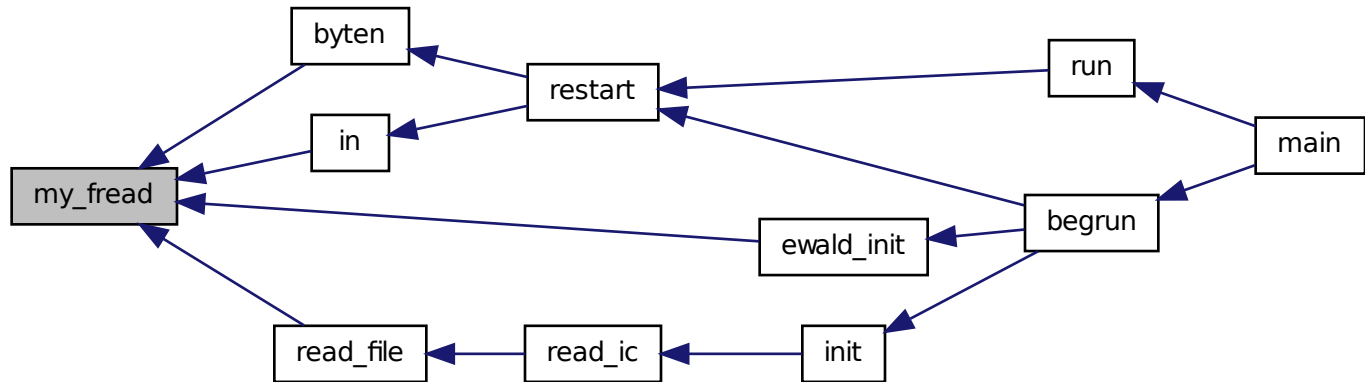 byten
run
restart
in
main
my_fread
begrun
ewald_init
read_file
read_ic
init